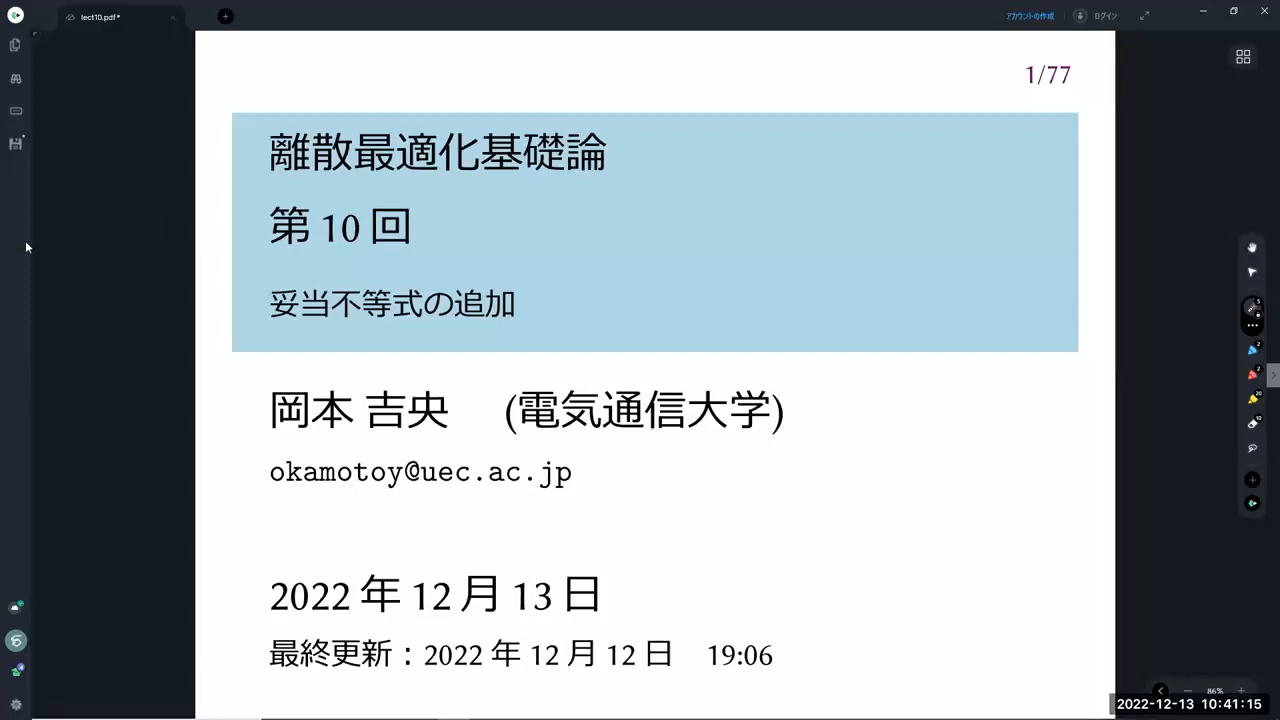 lect10.pdf*
アカウントの作成
ログイン
1/77
離散最適化基礎論
第 10 回
妥当不等式の追加
岡本 吉央 (電気通信大学)
okamotoy@uec.ac.jp
2022 年 12 月 13 日
最終更新：2022 年 12 月 12 日 19:06
86%
2022-12-13 10:41:15